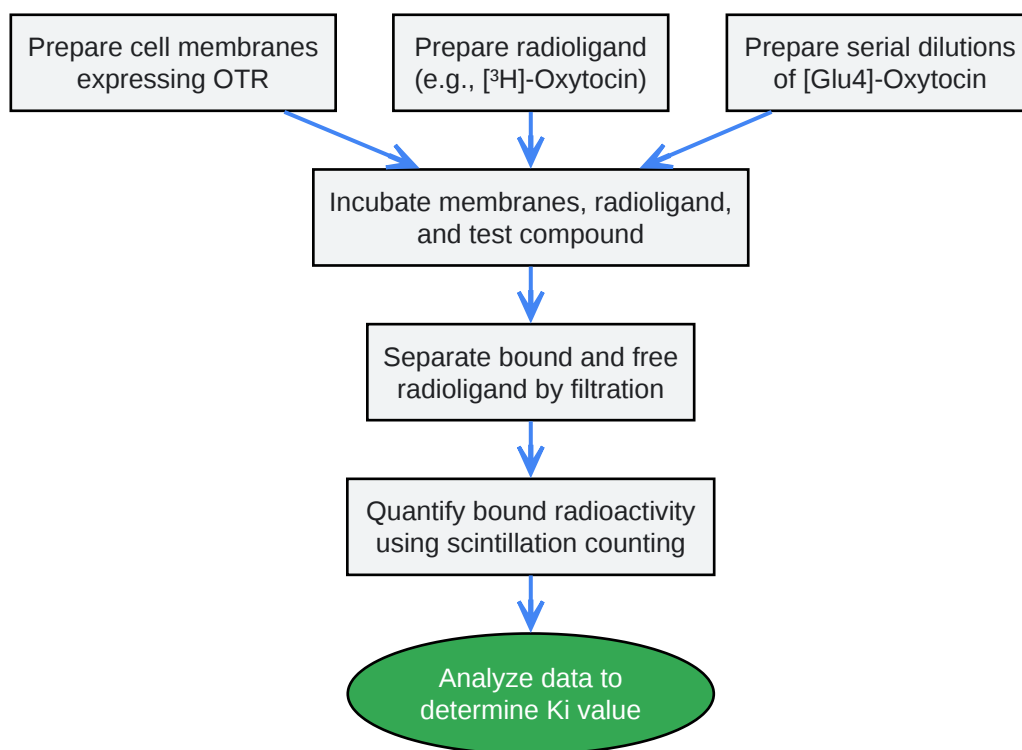 Prepare cell membranes
expressing OTR
Prepare radioligand
(e.g., [³H]-Oxytocin)
Prepare serial dilutions
of [Glu4]-Oxytocin
Incubate membranes, radioligand,
and test compound
Separate bound and free
radioligand by filtration
Quantify bound radioactivity
using scintillation counting
Analyze data to
determine Ki value